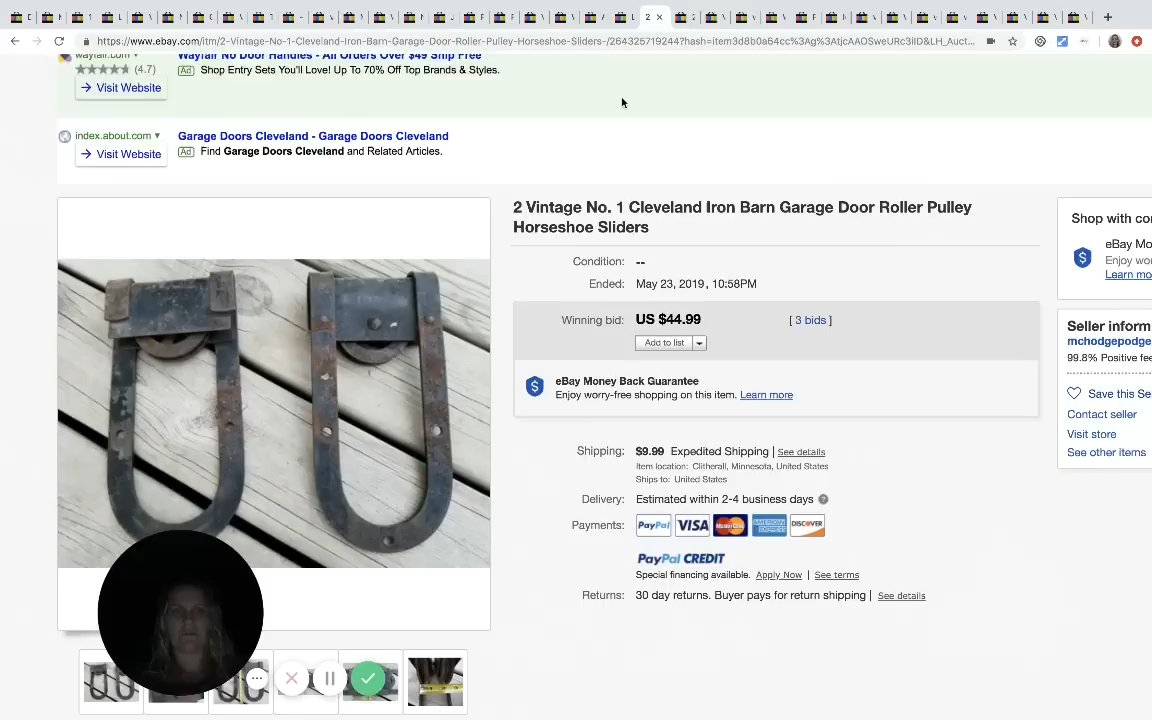 https://www.ebay.com/itm/2-Vintage-No-1-Cleveland-Iron-Barn-Garage-Door-Roller-Pulley-Horseshoe-Sliders-/264325719244?hash=item3d8b0a64cc%3Ag%3AtjcAAOSweURc3iID&LH_Auct...
wayfair.com
Wayfair No Door Handles - All Orders Over $49 Ship Free
(4.7)
Ad Shop Entry Sets You'll Love! Up To 70% Off Top Brands & Styles.
Visit Website
index.about.com
Garage Doors Cleveland - Garage Doors Cleveland
Visit Website
Ad Find Garage Doors Cleveland and Related Articles.
2 Vintage No. 1 Cleveland Iron Barn Garage Door Roller Pulley
Horseshoe Sliders
Condition: --
Ended: May 23, 2019, 10:58PM
Winning bid: US $44.99 [ 3 bids ]
Add to list
eBay Money Back Guarantee
Enjoy worry-free shopping on this item. Learn more
Shipping: $9.99 Expedited Shipping | See details
Item location: Clitherall, Minnesota, United States
Ships to: United States
Delivery: Estimated within 2-4 business days
Payments: PayPal VISA MasterCard AMERICAN EXPRESS DISCOVER
PayPal CREDIT
Special financing available. Apply Now | See terms
Returns: 30 day returns. Buyer pays for return shipping | See details
Shop with co
eBay Mo
Enjoy wo
Learn mo
Seller inform
mchodgepodge
99.8% Positive fee
Save this Se
Contact seller
Visit store
See other items